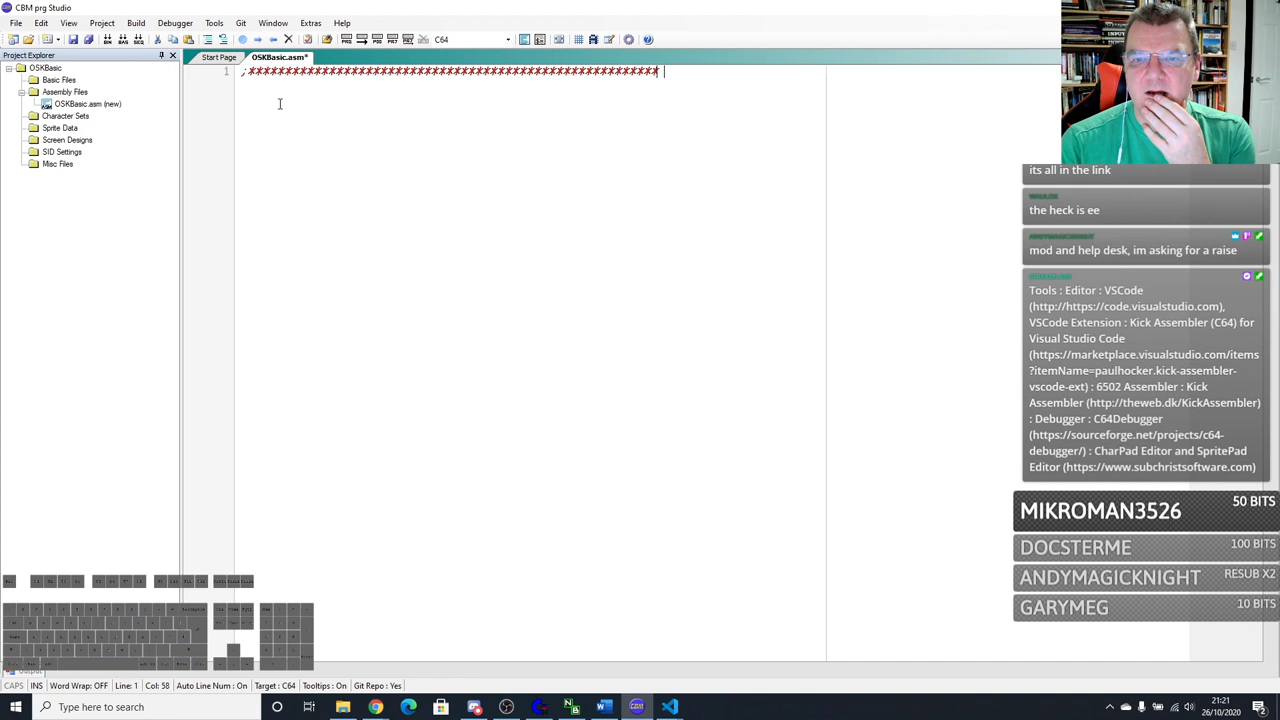 CBM prg Studio
File Edit View Project Build Debugger Tools Git Window Extras Help
C64
Project Explorer
Start Page OSKBasic.asm*
OSKBasic
Basic Files
Assembly Files
OSKBasic.asm (new)
Character Sets
Sprite Data
Screen Designs
SID Settings
Misc Files
1
its all in the link
the heck is ee
ANDYMAGICKNIGHT
mod and help desk, im asking for a raise
Tools : Editor : VSCode
(http://https://code.visualstudio.com),
VSCode Extension : Kick Assembler (C64) for
Visual Studio Code
(https://marketplace.visualstudio.com/items
?itemName=paulhocker.kick-assembler-
vscode-ext) : 6502 Assembler : Kick
Assembler (http://theweb.dk/KickAssembler)
: Debugger : C64Debugger
(https://sourceforge.net/projects/c64-
debugger/) : CharPad Editor and SpritePad
Editor (https://www.subchristsoftware.com)
MIKROMAN3526 50 BITS
DOCSTERME 100 BITS
ANDYMAGICKNIGHT RESUB X2
GARYMEG 10 BITS
Output
CAPS INS Word Wrap: OFF Line: 1 Col: 58 Auto Line Num : On Target : C64 Tooltips : On Git Repo : Yes
Type here to search
21:21
26/10/2020